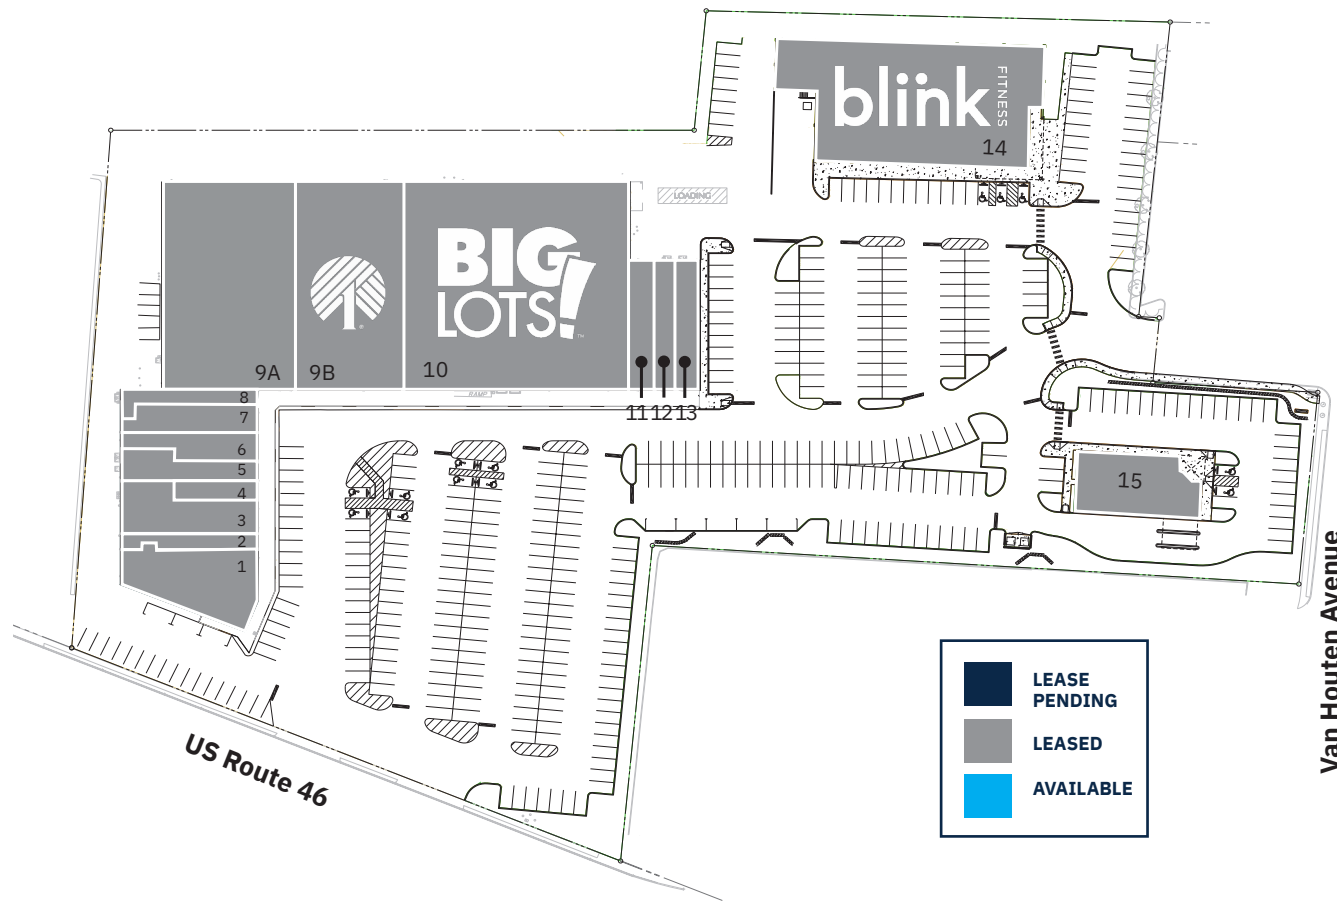 blink
FITNESS
14
LOADING
BIG
LOTS!
9A
9B
10
RAMP
11
12
13
8
7
6
5
4
3
2
1
15
US Route 46
Van Houten Avenue
LEASE
PENDING
LEASED
AVAILABLE